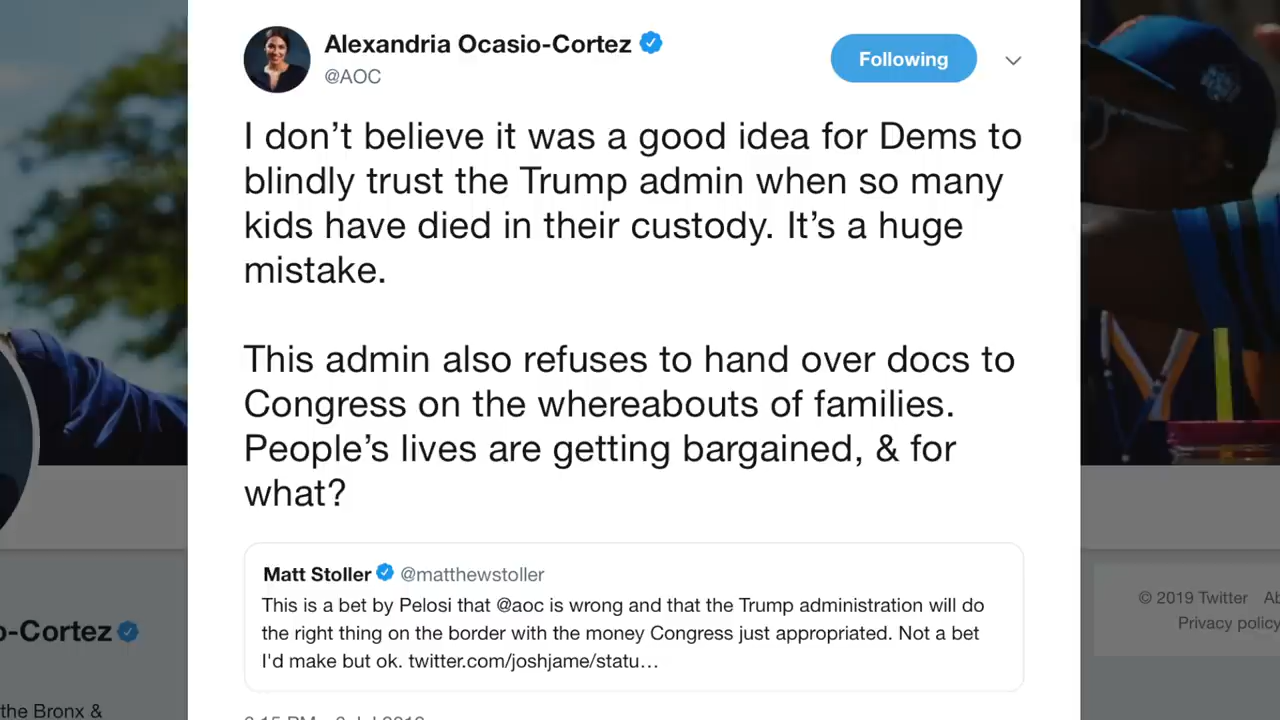 Alexandria Ocasio-Cortez
@AOC
Following
I don’t believe it was a good idea for Dems to
blindly trust the Trump admin when so many
kids have died in their custody. It’s a huge
mistake.
This admin also refuses to hand over docs to
Congress on the whereabouts of families.
People’s lives are getting bargained, & for
what?
Matt Stoller @matthewstoller
This is a bet by Pelosi that @aoc is wrong and that the Trump administration will do
the right thing on the border with the money Congress just appropriated. Not a bet
I'd make but ok. twitter.com/joshjame/statu…
o-Cortez
the Bronx &
© 2019 Twitter Ab
Privacy policy